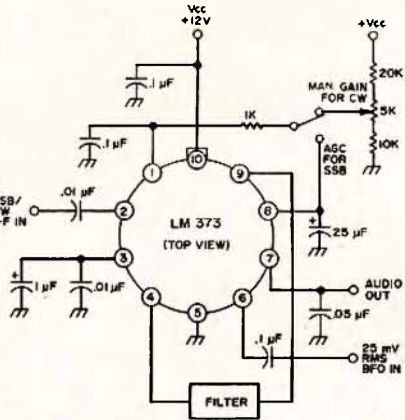 Vcc
+12V
+Vcc
.1 µF
20K
MAN. GAIN
FOR CW
5K
1K
10K
.1 µF
AGC
FOR
SSB
1
10
9
.01 µF
SB/
W
-F IN
2
LM 373
(TOP VIEW)
8
+
25 µF
3
7
+
1 µF
.01 µF
AUDIO
OUT
4
5
6
.05 µF
.1 µF
25 mV
RMS
BFO IN
FILTER